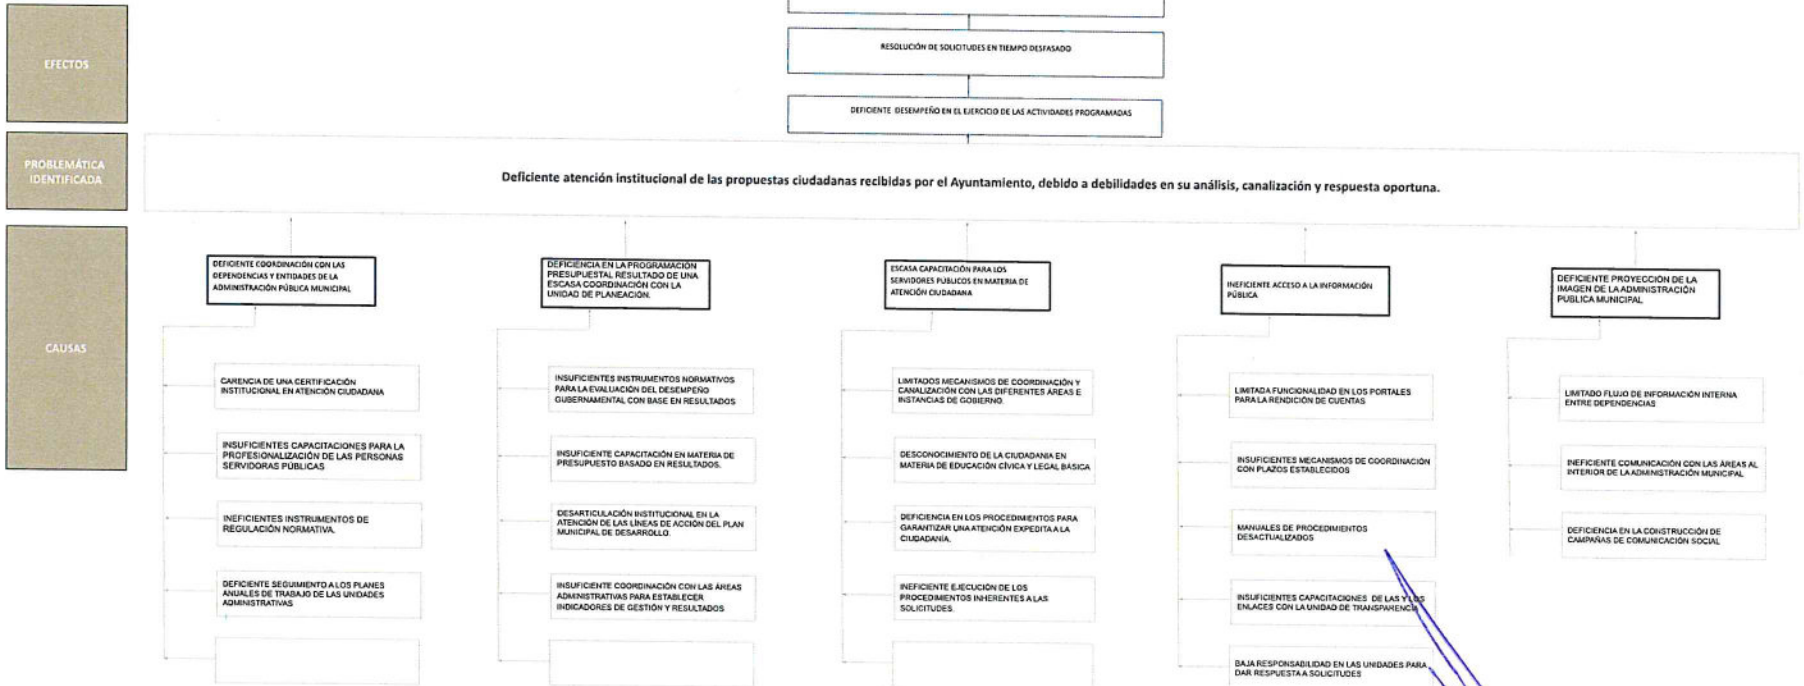 EFECTOS
RESOLUCIÓN DE SOLICITUDES EN TIEMPO DESFASADO
DEFICIENTE DESEMPEÑO EN EL EJERCICIO DE LAS ACTIVIDADES PROGRAMADAS
PROBLEMÁTICA
IDENTIFICADA
Deficiente atención institucional de las propuestas ciudadanas recibidas por el Ayuntamiento, debido a debilidades en su análisis, canalización y respuesta oportuna.
CAUSAS
DEFICIENTE COORDINACIÓN CON LAS
DEPENDENCIAS Y ENTIDADES DE LA
ADMINISTRACIÓN PÚBLICA MUNICIPAL
CARENCIA DE UNA CERTIFICACIÓN
INSTITUCIONAL EN ATENCIÓN CIUDADANA
INSUFICIENTES CAPACITACIONES PARA LA
PROFESIONALIZACIÓN DE LAS PERSONAS
SERVIDORAS PÚBLICAS
INEFICIENTES INSTRUMENTOS DE
REGULACIÓN NORMATIVA.
DEFICIENTE SEGUIMIENTO A LOS PLANES
ANUALES DE TRABAJO DE LAS UNIDADES
ADMINISTRATIVAS
DEFICIENCIA EN LA PROGRAMACIÓN
PRESUPUESTAL RESULTADO DE UNA
ESCASA COORDINACIÓN CON LA
UNIDAD DE PLANEACIÓN.
INSUFICIENTES INSTRUMENTOS NORMATIVOS
PARA LA EVALUACIÓN DEL DESEMPEÑO
GUBERNAMENTAL CON BASE EN RESULTADOS
INSUFICIENTE CAPACITACIÓN EN MATERIA DE
PRESUPUESTO BASADO EN RESULTADOS.
DESARTICULACIÓN INSTITUCIONAL EN LA
ATENCIÓN DE LAS LÍNEAS DE ACCIÓN DEL PLAN
MUNICIPAL DE DESARROLLO.
INSUFICIENTE COORDINACIÓN CON LAS ÁREAS
ADMINISTRATIVAS PARA ESTABLECER
INDICADORES DE GESTIÓN Y RESULTADOS
ESCASA CAPACITACIÓN PARA LOS
SERVIDORES PUBLICOS EN MATERIA DE
ATENCIÓN CIUDADANA
LIMITADOS MECANISMOS DE COORDINACIÓN Y
CANALIZACIÓN CON LAS DIFERENTES ÁREAS E
INSTANCIAS DE GOBIERNO.
DESCONOCIMIENTO DE LA CIUDADANIA EN
MATERIA DE EDUCACIÓN CÍVICA Y LEGAL BÁSICA
DEFICIENCIA EN LOS PROCEDIMIENTOS PARA
GARANTIZAR UNA ATENCIÓN EXPEDITA A LA
CIUDADANÍA.
INEFICIENTE EJECUCIÓN DE LOS
PROCEDIMIENTOS INHERENTES A LAS
SOLICITUDES.
INEFICIENTE ACCESO A LA INFORMACIÓN
PÚBLICA
LIMITADA FUNCIONALIDAD EN LOS PORTALES
PARA LA RENDICIÓN DE CUENTAS
INSUFICIENTES MECANISMOS DE COORDINACIÓN
CON PLAZOS ESTABLECIDOS
MANUALES DE PROCEDIMIENTOS
DESACTUALIZADOS
INSUFICIENTES CAPACITACIONES DE LAS Y LOS
ENLACES CON LA UNIDAD DE TRANSPARENCIA
BAJA RESPONSABILIDAD EN LAS UNIDADES PARA
DAR RESPUESTA A SOLICITUDES
DEFICIENTE PROYECCIÓN DE LA
IMAGEN DE LA ADMINISTRACIÓN
PUBLICA MUNICIPAL
LIMITADO FLUJO DE INFORMACIÓN INTERNA
ENTRE DEPENDENCIAS
INEFICIENTE COMUNICACIÓN CON LAS ÁREAS AL
INTERIOR DE LA ADMINISTRACIÓN MUNICIPAL
DEFICIENCIA EN LA CONSTRUCCIÓN DE
CAMPAÑAS DE COMUNICACIÓN SOCIAL